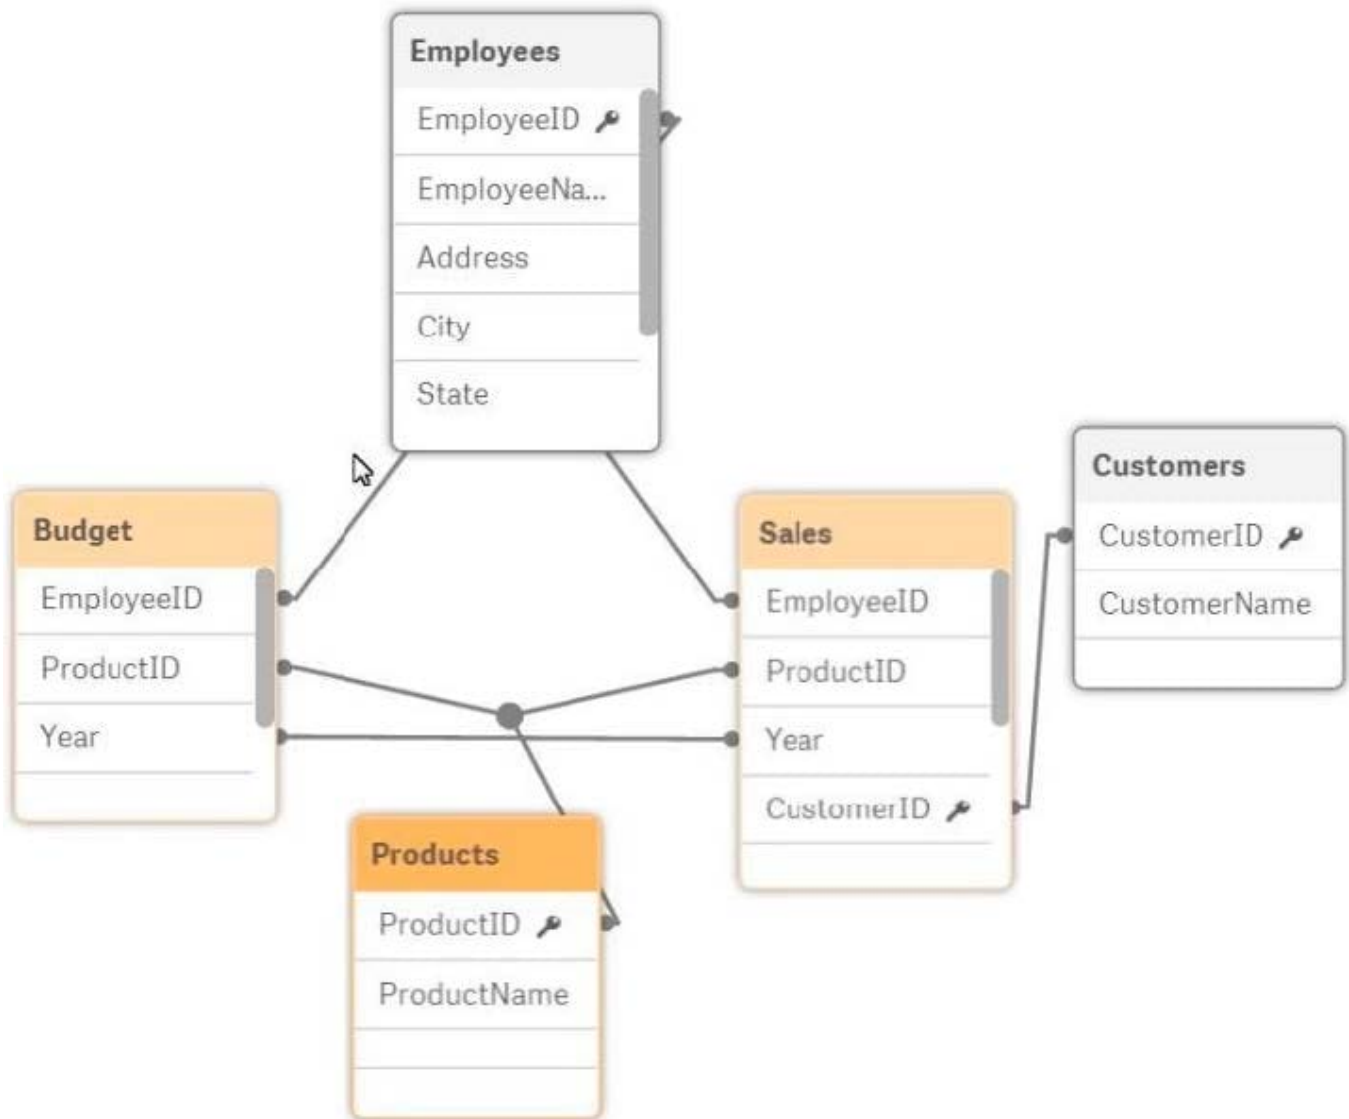 Employees
EmployeeID
EmployeeNa...
Address
City
State
Budget
EmployeeID
ProductID
Year
Sales
EmployeeID
ProductID
Year
CustomerID
Customers
CustomerID
CustomerName
Products
ProductID
ProductName